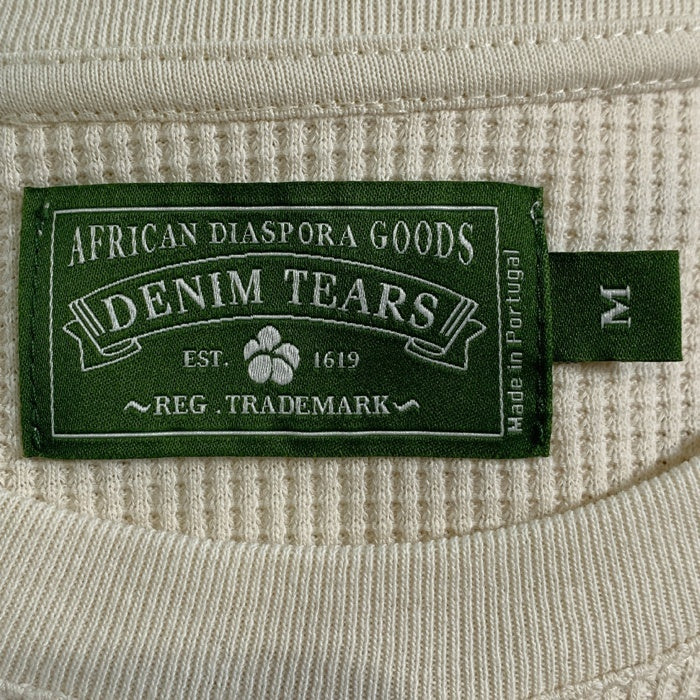 AFRICAN DIASPORA GOODS
DENIM TEARS
EST. 1619
~REG . TRADEMARK~
Made in Portugal
M